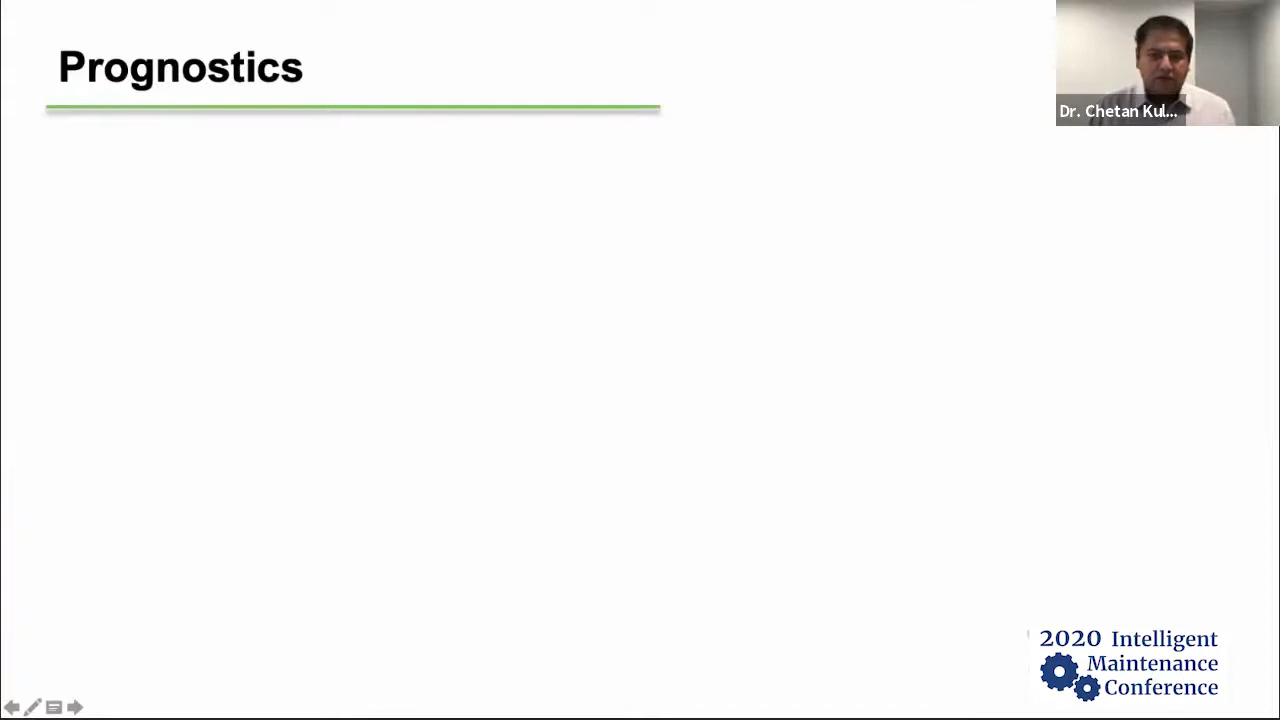 Prognostics
Dr. Chetan Kul...
2020 Intelligent
Maintenance
Conference